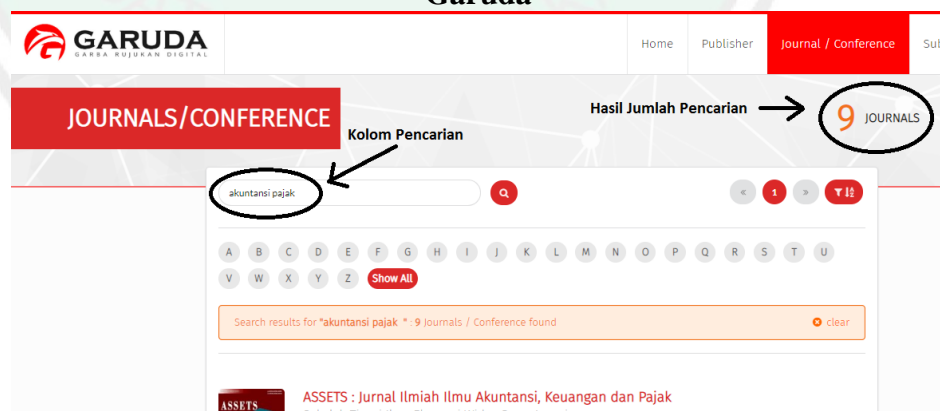 Garuda
GARUDA
GARBA RUJUKAN DIGITAL
Home Publisher Journal / Conference Sub
JOURNALS/CONFERENCE
Hasil Jumlah Pencarian
9 JOURNALS
Kolom Pencarian
akuntansi pajak
« 1 »
A B C D E F G H I J K L M N O P Q R S T U
V W X Y Z Show All
Search results for "akuntansi pajak " : 9 Journals / Conference found clear
ASSETS : Jurnal Ilmiah Ilmu Akuntansi, Keuangan dan Pajak
ASSETS